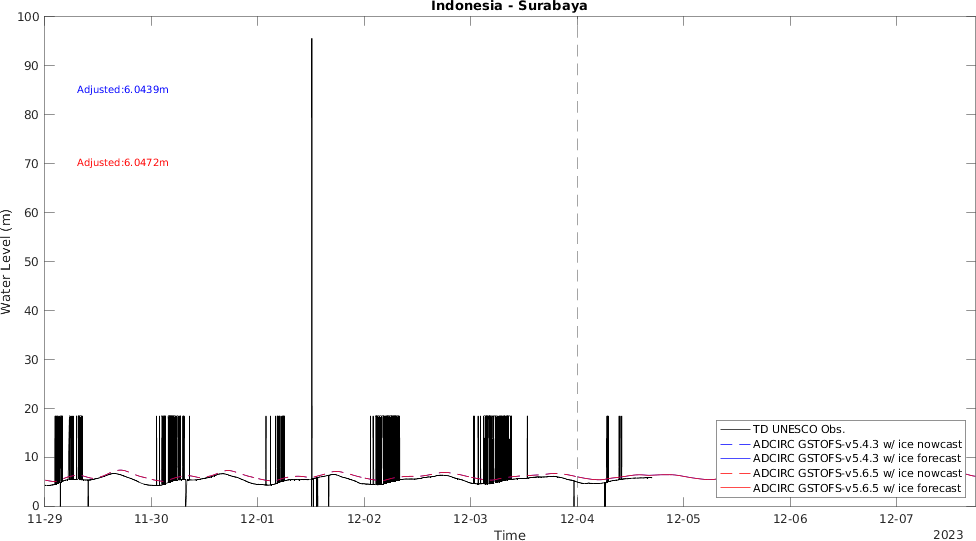 Indonesia - Surabaya
100
90
80
70
60
50
40
30
20
10
0
Water Level (m)
Adjusted:6.0439m
Adjusted:6.0472m
TD UNESCO Obs.
ADCIRC GSTOFS-v5.4.3 w/ ice nowcast
ADCIRC GSTOFS-v5.4.3 w/ ice forecast
ADCIRC GSTOFS-v5.6.5 w/ ice nowcast
ADCIRC GSTOFS-v5.6.5 w/ ice forecast
11-29 11-30 12-01 12-02 12-03 12-04 12-05 12-06 12-07
Time
2023